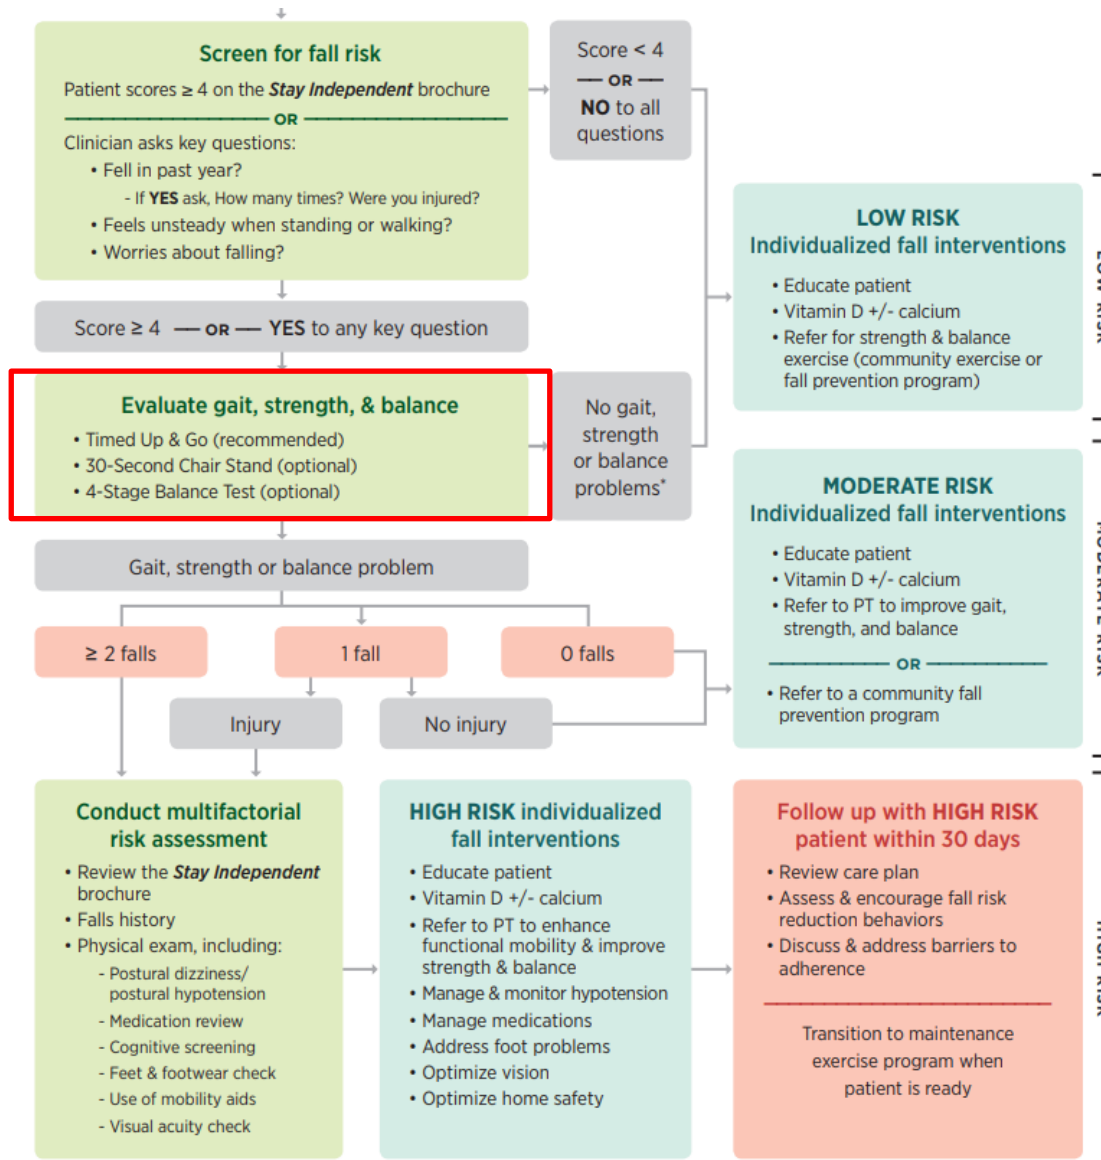 Screen for fall risk
Patient scores ≥ 4 on the Stay Independent brochure
OR
Clinician asks key questions:
• Fell in past year?
- If YES ask, How many times? Were you injured?
• Feels unsteady when standing or walking?
• Worries about falling?
Score < 4
OR
NO to all
questions
Score ≥ 4 — OR — YES to any key question
Evaluate gait, strength, & balance
• Timed Up & Go (recommended)
• 30-Second Chair Stand (optional)
• 4-Stage Balance Test (optional)
No gait,
strength
or balance
problems*
LOW RISK
Individualized fall interventions
• Educate patient
• Vitamin D +/- calcium
• Refer for strength & balance
exercise (community exercise or
fall prevention program)
LOW RISK
Gait, strength or balance problem
≥ 2 falls
1 fall
0 falls
Injury
No injury
MODERATE RISK
Individualized fall interventions
• Educate patient
• Vitamin D +/- calcium
• Refer to PT to improve gait,
strength, and balance
OR
• Refer to a community fall
prevention program
MODERATE RISK
Conduct multifactorial
risk assessment
• Review the Stay Independent
brochure
• Falls history
• Physical exam, including:
- Postural dizziness/
postural hypotension
- Medication review
- Cognitive screening
- Feet & footwear check
- Use of mobility aids
- Visual acuity check
HIGH RISK individualized
fall interventions
• Educate patient
• Vitamin D +/- calcium
• Refer to PT to enhance
functional mobility & improve
strength & balance
• Manage & monitor hypotension
• Manage medications
• Address foot problems
• Optimize vision
• Optimize home safety
Follow up with HIGH RISK
patient within 30 days
• Review care plan
• Assess & encourage fall risk
reduction behaviors
• Discuss & address barriers to
adherence
Transition to maintenance
exercise program when
patient is ready
HIGH RISK